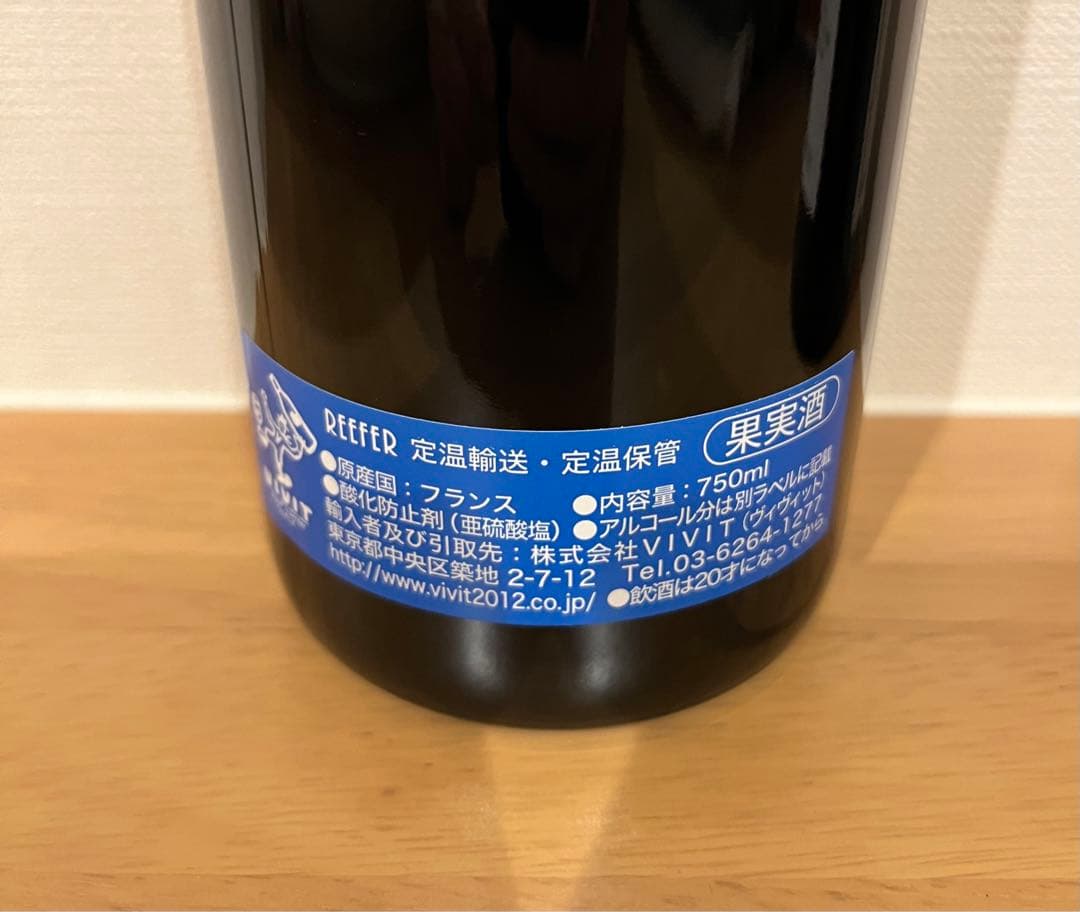 REEFER 定温輸送・定温保管 果実酒
●原産国：フランス ●内容量：750ml
●酸化防止剤（亜硫酸塩） ●アルコール分は別ラベルに記載
輸入者及び引取先：株式会社VIVIT（ヴィヴィット）
東京都中央区築地 2-7-12 Tel.03-6264-1277
http://www.vivit2012.co.jp/ ●飲酒は20才になってから